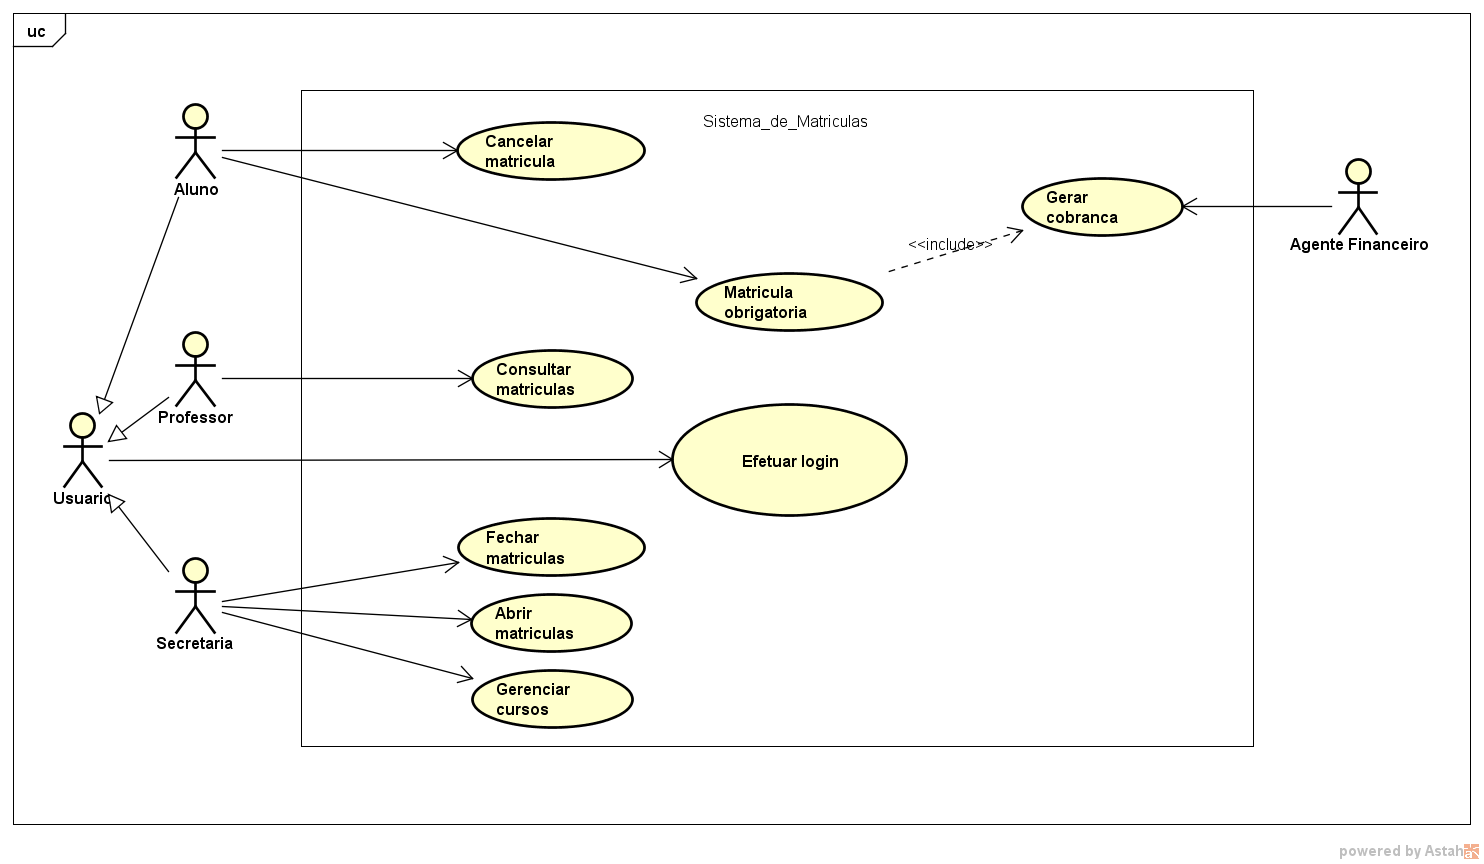 uc
Sistema_de_Matriculas
Cancelar
matricula
Aluno
Gerar
cobranca
Agente Financeiro
<<include>>
Matricula
obrigatoria
Consultar
matriculas
Professor
Efetuar login
Usuario
Fechar
matriculas
Abrir
matriculas
Secretaria
Gerenciar
cursos
powered by Astah